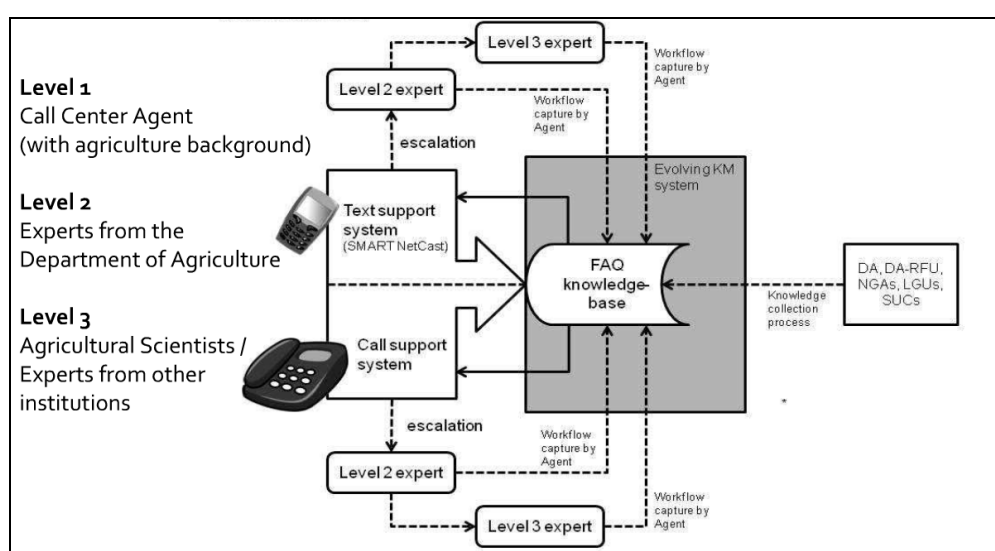 Level 1
Call Center Agent
(with agriculture background)
Level 2
Experts from the
Department of Agriculture
Level 3
Agricultural Scientists /
Experts from other
institutions
Level 3 expert
Workflow
capture by
Agent
Level 2 expert
Workflow
capture by
Agent
escalation
Evolving KM
system
Text support
system
(SMART NetCast)
FAQ
knowledge-
base
DA, DA-RFU,
NGAs, LGUs,
SUCs
Knowledge
collection
process
Call support
system
escalation
Workflow
capture by
Agent
Level 2 expert
Workflow
capture by
Agent
Level 3 expert